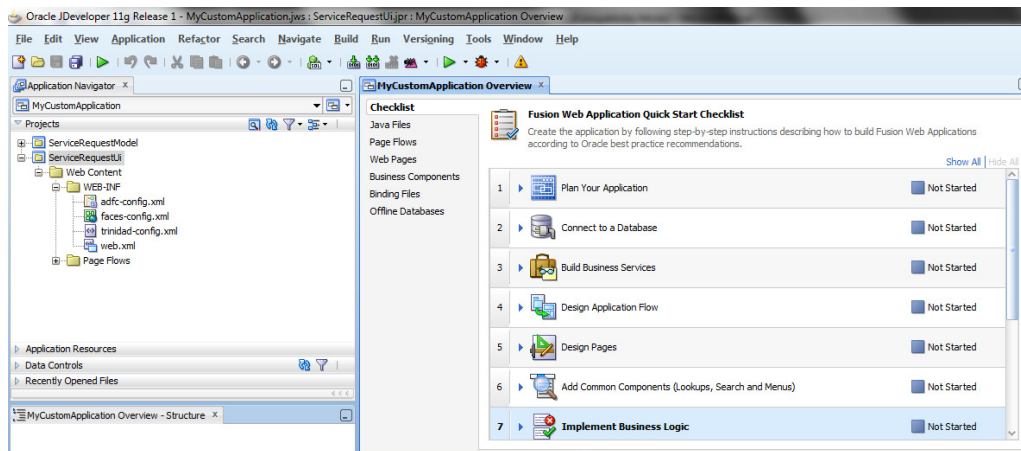 Oracle JDeveloper 11g Release 1 - MyCustomApplication.jws : ServiceRequestUi.jpr : MyCustomApplication Overview
File Edit View Application Refactor Search Navigate Build Run Versioning Tools Window Help
Application Navigator
MyCustomApplication
Projects
ServiceRequestModel
ServiceRequestUi
Web Content
WEB-INF
adfc-config.xml
faces-config.xml
trinidad-config.xml
web.xml
Page Flows
Application Resources
Data Controls
Recently Opened Files
MyCustomApplication Overview - Structure
MyCustomApplication Overview
Checklist
Java Files
Page Flows
Web Pages
Business Components
Binding Files
Offline Databases
Fusion Web Application Quick Start Checklist
Create the application by following step-by-step instructions describing how to build Fusion Web Applications
according to Oracle best practice recommendations.
Show All | Hide All
1 Plan Your Application Not Started
2 Connect to a Database Not Started
3 Build Business Services Not Started
4 Design Application Flow Not Started
5 Design Pages Not Started
6 Add Common Components (Lookups, Search and Menus) Not Started
7 Implement Business Logic Not Started